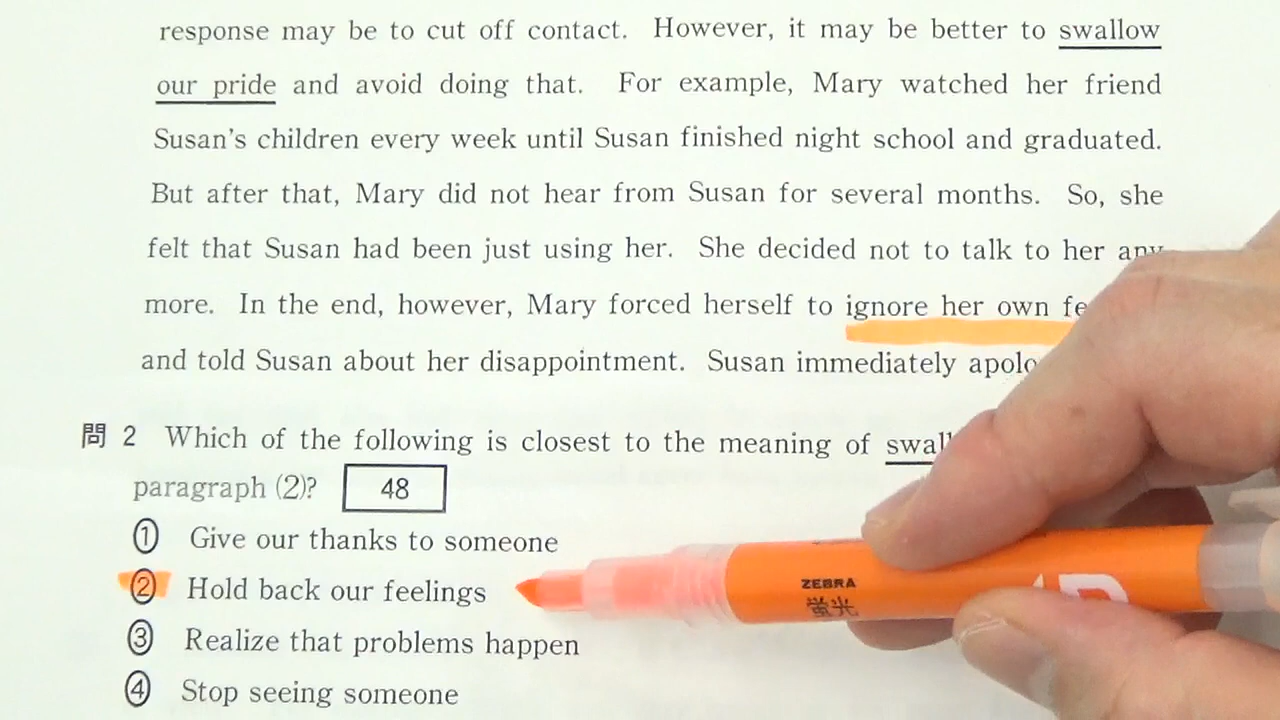 response may be to cut off contact. However, it may be better to swallow
our pride and avoid doing that. For example, Mary watched her friend
Susan's children every week until Susan finished night school and graduated.
But after that, Mary did not hear from Susan for several months. So, she
felt that Susan had been just using her. She decided not to talk to her any
more. In the end, however, Mary forced herself to ignore her own fe
and told Susan about her disappointment. Susan immediately apolo
問 2 Which of the following is closest to the meaning of swal
paragraph (2)? 48
① Give our thanks to someone
② Hold back our feelings
③ Realize that problems happen
④ Stop seeing someone
ZEBRA
蛍光